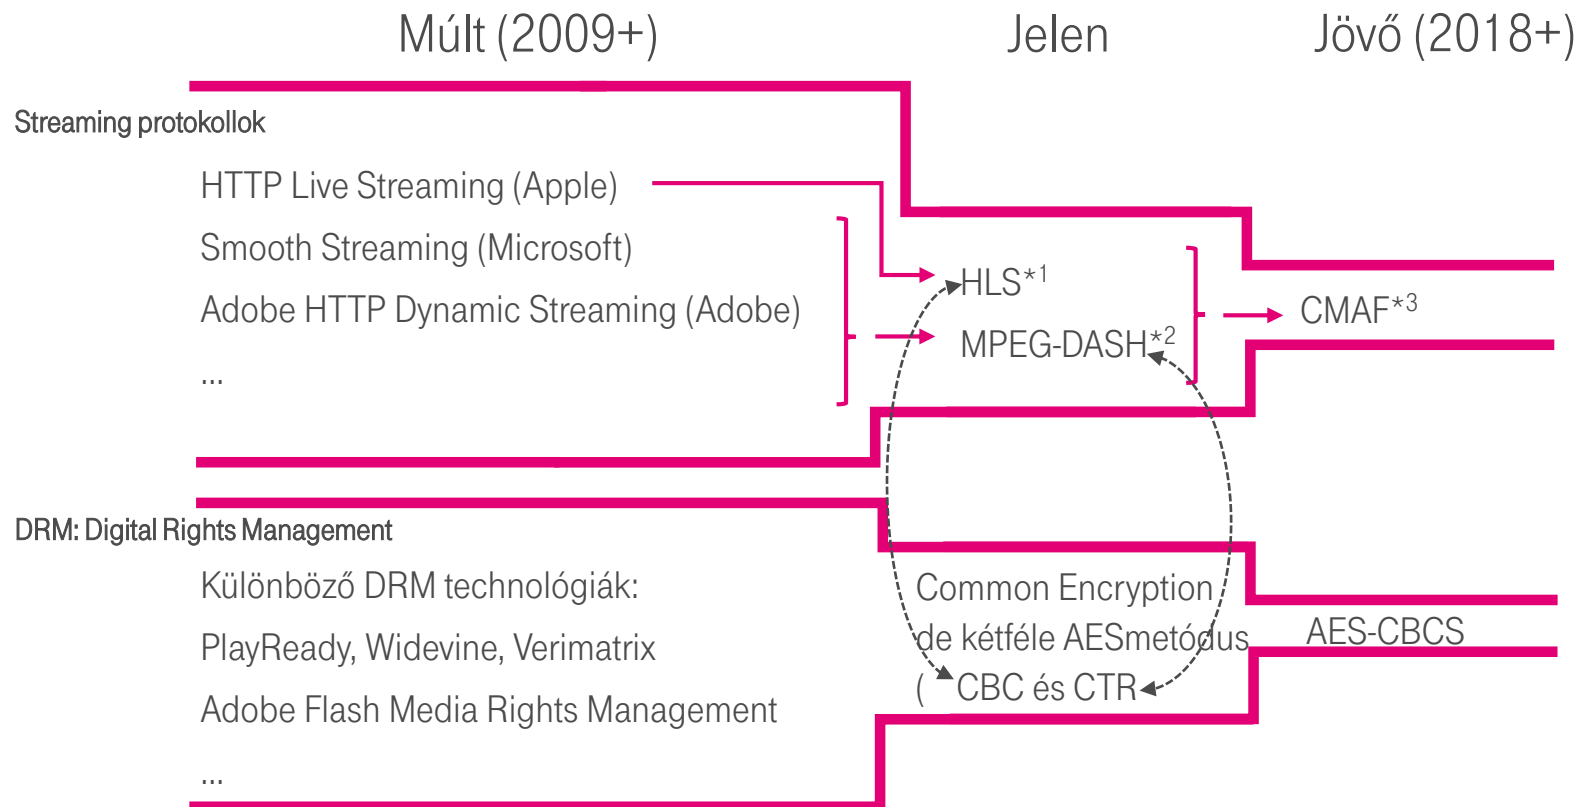 Múlt (2009+)
Jelen
Jövő (2018+)
Streaming protokollok
HTTP Live Streaming (Apple)
Smooth Streaming (Microsoft)
Adobe HTTP Dynamic Streaming (Adobe)
...
HLS*1
MPEG-DASH*2
CMAF*3
DRM: Digital Rights Management
Különböző DRM technológiák:
PlayReady, Widevine, Verimatrix
Adobe Flash Media Rights Management
...
Common Encryption
de kétféle AESmetódus
( CBC és CTR
AES-CBCS